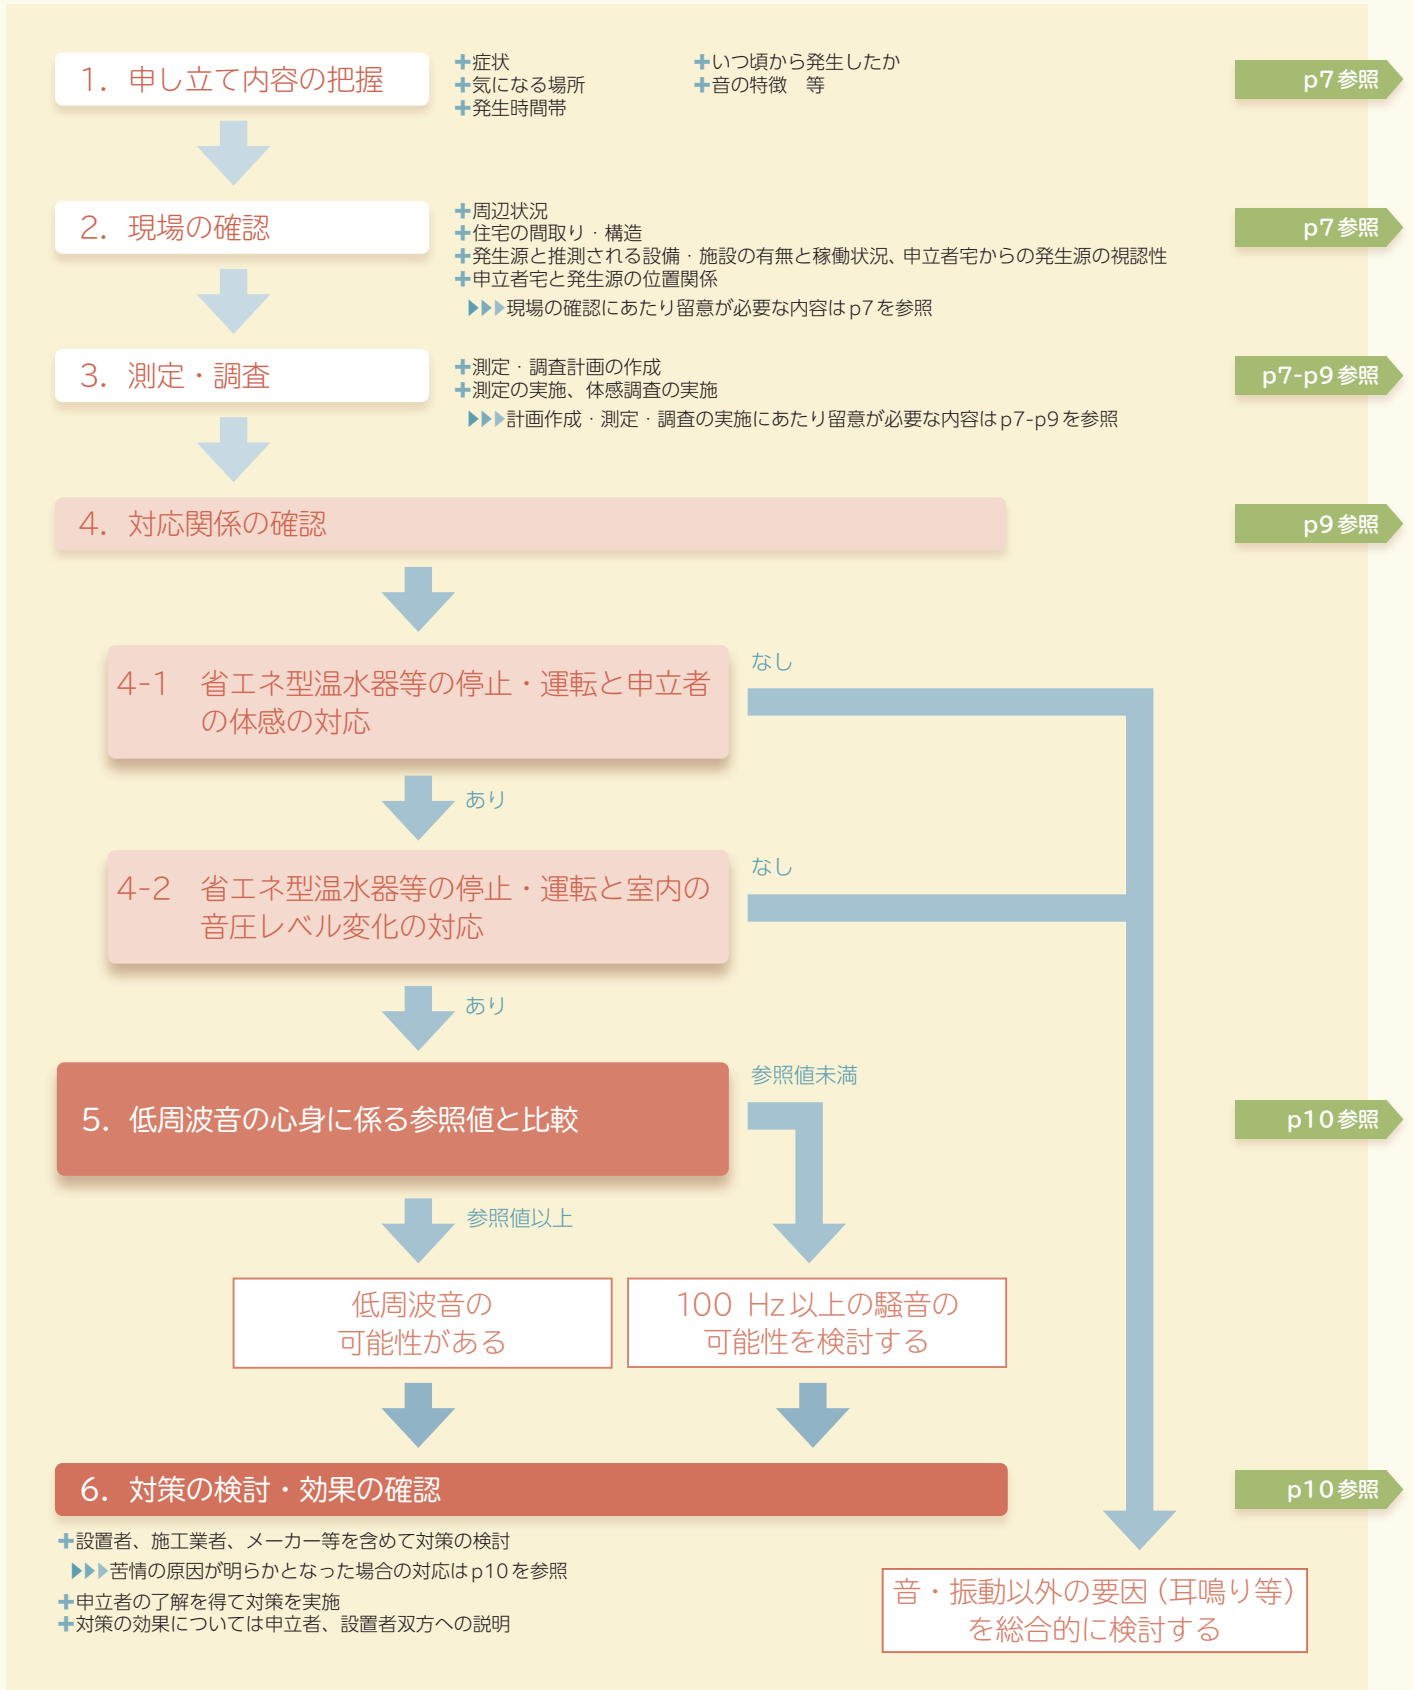 1. 申し立て内容の把握
✚症状
✚気になる場所
✚発生時間帯
✚いつ頃から発生したか
✚音の特徴　等
p7参照
2. 現場の確認
✚周辺状況
✚住宅の間取り・構造
✚発生源と推測される設備・施設の有無と稼働状況、申立者宅からの発生源の視認性
✚申立者宅と発生源の位置関係
▶▶▶現場の確認にあたり留意が必要な内容はp7を参照
p7参照
3. 測定・調査
✚測定・調査計画の作成
✚測定の実施、体感調査の実施
▶▶▶計画作成・測定・調査の実施にあたり留意が必要な内容はp7-p9を参照
p7-p9参照
4. 対応関係の確認
p9参照
4-1　省エネ型温水器等の停止・運転と申立者
の体感の対応
なし
あり
4-2　省エネ型温水器等の停止・運転と室内の
音圧レベル変化の対応
なし
あり
5. 低周波音の心身に係る参照値と比較
参照値未満
p10参照
参照値以上
低周波音の
可能性がある
100 Hz以上の騒音の
可能性を検討する
6. 対策の検討・効果の確認
p10参照
✚設置者、施工業者、メーカー等を含めて対策の検討
▶▶▶苦情の原因が明らかとなった場合の対応はp10を参照
✚申立者の了解を得て対策を実施
✚対策の効果については申立者、設置者双方への説明
音・振動以外の要因（耳鳴り等）
を総合的に検討する